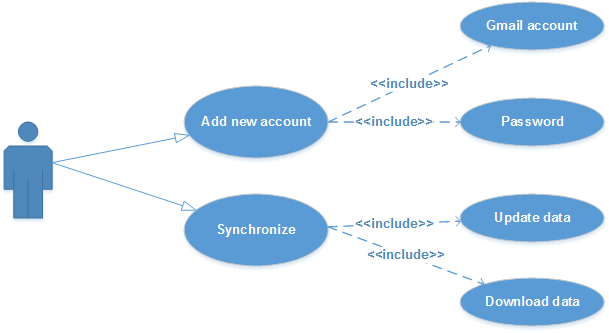 Gmail account
<<include>>
Add new account
<<include>>
Password
Synchronize
<<include>>
Update data
<<include>>
Download data